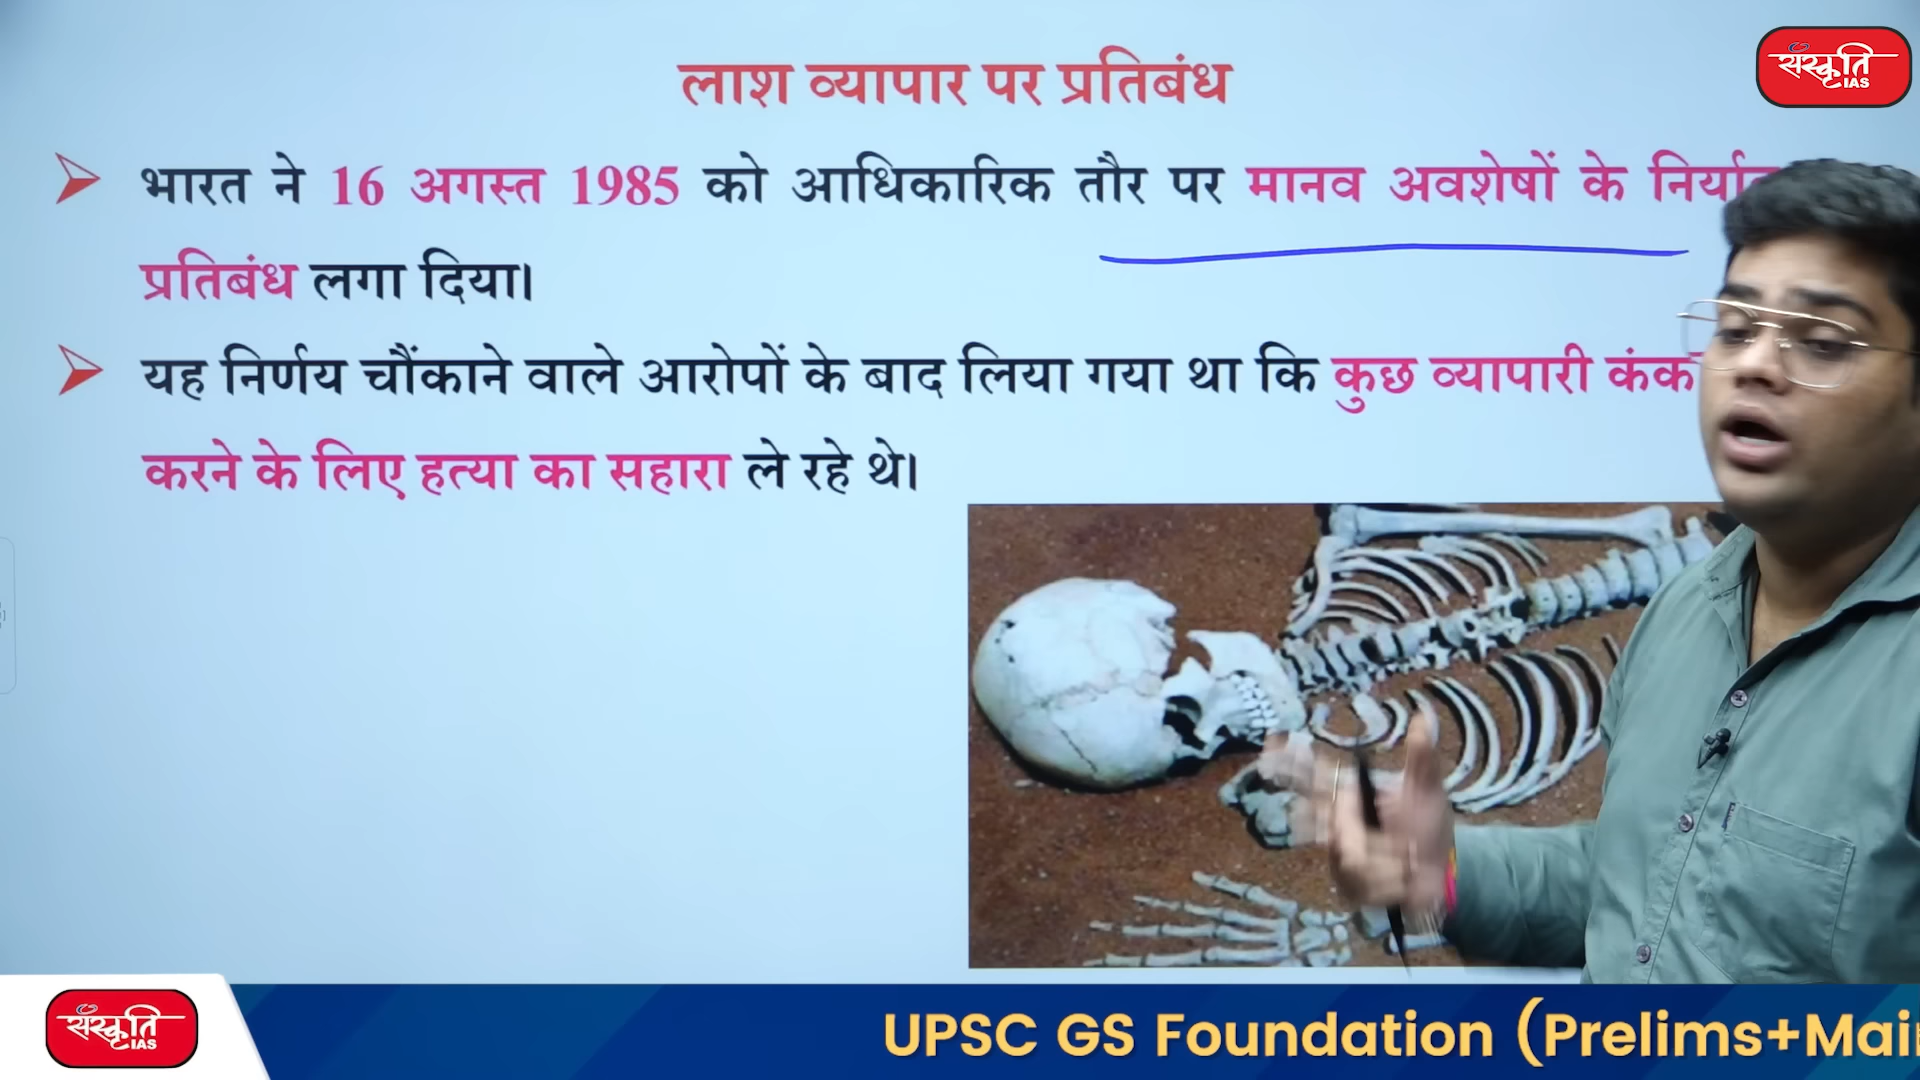 लाश व्यापार पर प्रतिबंध
संस्कृति
IAS
भारत ने 16 अगस्त 1985 को आधिकारिक तौर पर मानव अवशेषों के
प्रतिबंध लगा दिया।
यह निर्णय चौंकाने वाले आरोपों के बाद लिया गया था कि कुछ व्यापारी
करने के लिए हत्या का सहारा ले रहे थे।
संस्कृति
IAS
UPSC GS Foundation (Prelims+Mai